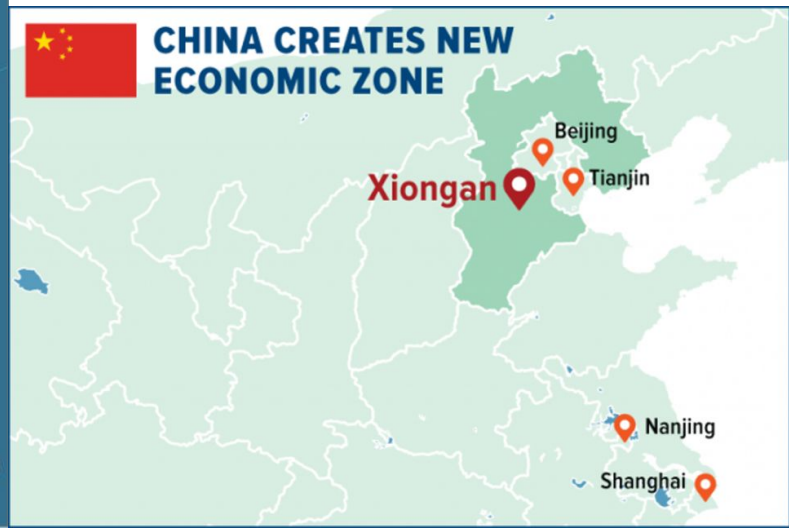 CHINA CREATES NEW
ECONOMIC ZONE
Beijing
Xiongan
Tianjin
Nanjing
Shanghai